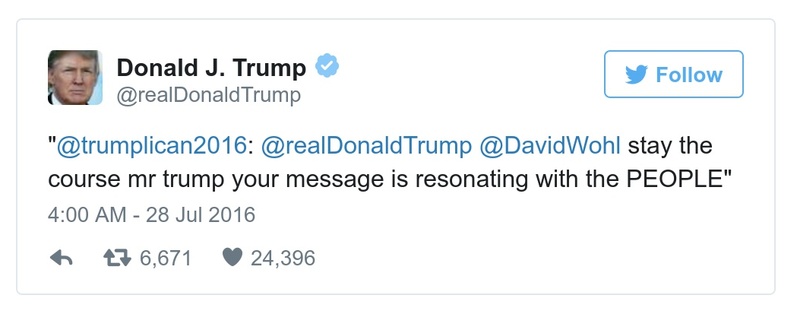 Donald J. Trump
@realDonaldTrump
Follow
"@trumplican2016: @realDonaldTrump @DavidWohl stay the
course mr trump your message is resonating with the PEOPLE"
4:00 AM - 28 Jul 2016
6,671 24,396